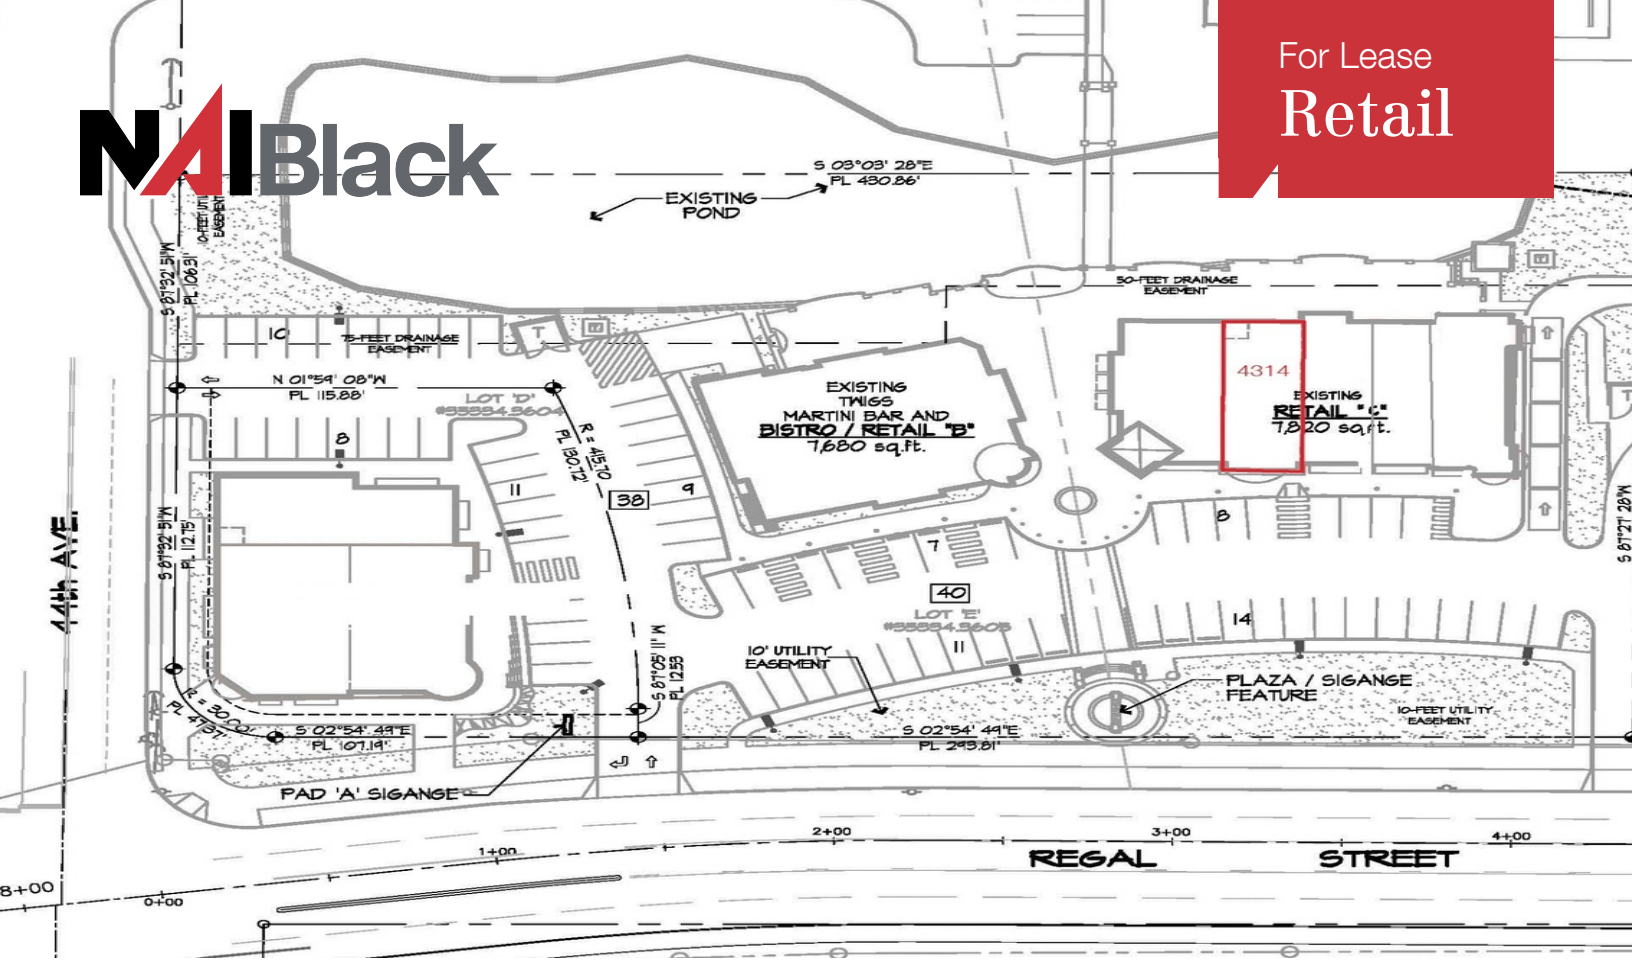 For Lease
Retail
NAIBlack
S 03°03' 28"E
PL 430.86'
EXISTING
POND
10-FEET UTIL
EASEMENT
S 87°32' 51"W
PL 106.31'
50-FEET DRAINAGE
EASEMENT
10
75-FEET DRAINAGE
EASEMENT
T
N 01°59' 08"W
PL 115.88'
LOT 'D'
8
R = 415.70
PL 130.72'
11
38
9
EXISTING
TWIGS
MARTINI BAR AND
BISTRO / RETAIL "B"
7,680 sq.ft.
4314
EXISTING
RETAIL "C"
7,820 sq.ft.
T
S 87°32' 51"W
PL 112.75'
44th AVE.
7
8
S 87°27' 28"W
40
LOT 'E'
11
14
10' UTILITY
EASEMENT
S 87°05' 11" W
PL 12.59
PLAZA / SIGANGE
FEATURE
10-FEET UTILITY
EASEMENT
R = 30.00'
PL 47.37'
S 02°54' 49"E
PL 107.19'
S 02°54' 49"E
PL 293.81'
PAD 'A' SIGANGE
2+00
3+00
4+00
1+00
REGAL STREET
8+00
0+00